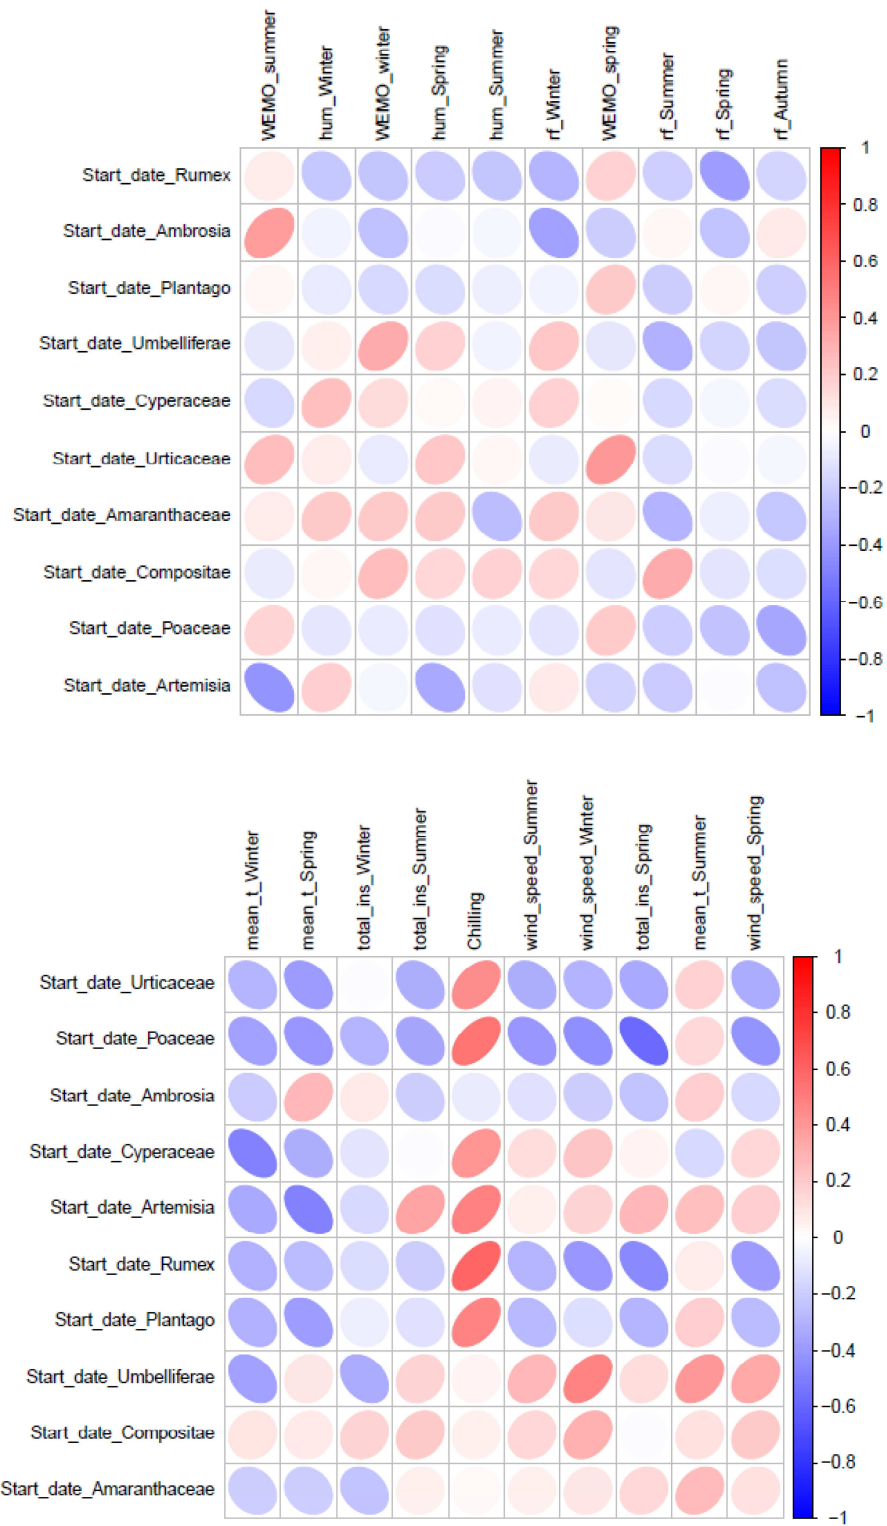 WEMO_summer
hum_Winter
WEMO_winter
hum_Spring
hum_Summer
rf_Winter
WEMO_spring
rf_Summer
rf_Spring
rf_Autumn
Start_date_Rumex
Start_date_Ambrosia
Start_date_Plantago
Start_date_Umbelliferae
Start_date_Cyperaceae
Start_date_Urticaceae
Start_date_Amaranthaceae
Start_date_Compositae
Start_date_Poaceae
Start_date_Artemisia
1
0.8
0.6
0.4
0.2
0
−0.2
−0.4
−0.6
−0.8
−1
mean_t_Winter
mean_t_Spring
total_ins_Winter
total_ins_Summer
Chilling
wind_speed_Summer
wind_speed_Winter
total_ins_Spring
mean_t_Summer
wind_speed_Spring
Start_date_Urticaceae
Start_date_Poaceae
Start_date_Ambrosia
Start_date_Cyperaceae
Start_date_Artemisia
Start_date_Rumex
Start_date_Plantago
Start_date_Umbelliferae
Start_date_Compositae
Start_date_Amaranthaceae
1
0.8
0.6
0.4
0.2
0
−0.2
−0.4
−0.6
−0.8
−1